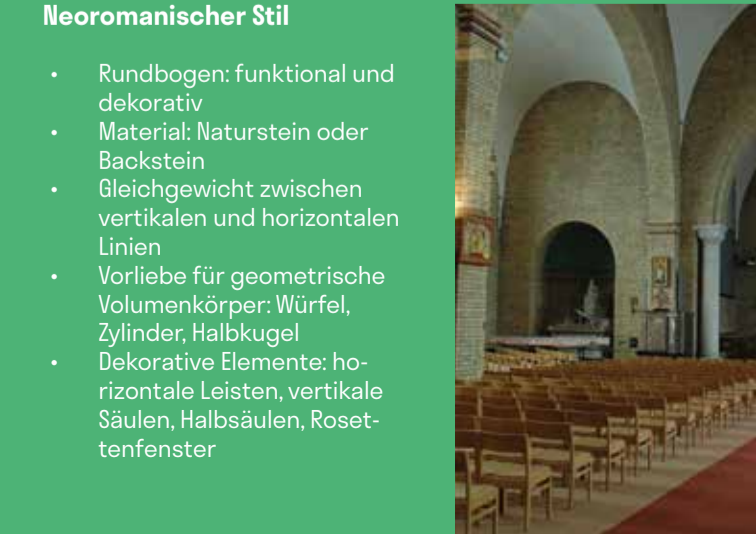 Neoromanischer Stil
• Rundbogen: funktional und
dekorativ
• Material: Naturstein oder
Backstein
• Gleichgewicht zwischen
vertikalen und horizontalen
Linien
• Vorliebe für geometrische
Volumenkörper: Würfel,
Zylinder, Halbkugel
• Dekorative Elemente: ho-
rizontale Leisten, vertikale
Säulen, Halbsäulen, Roset-
tenfenster